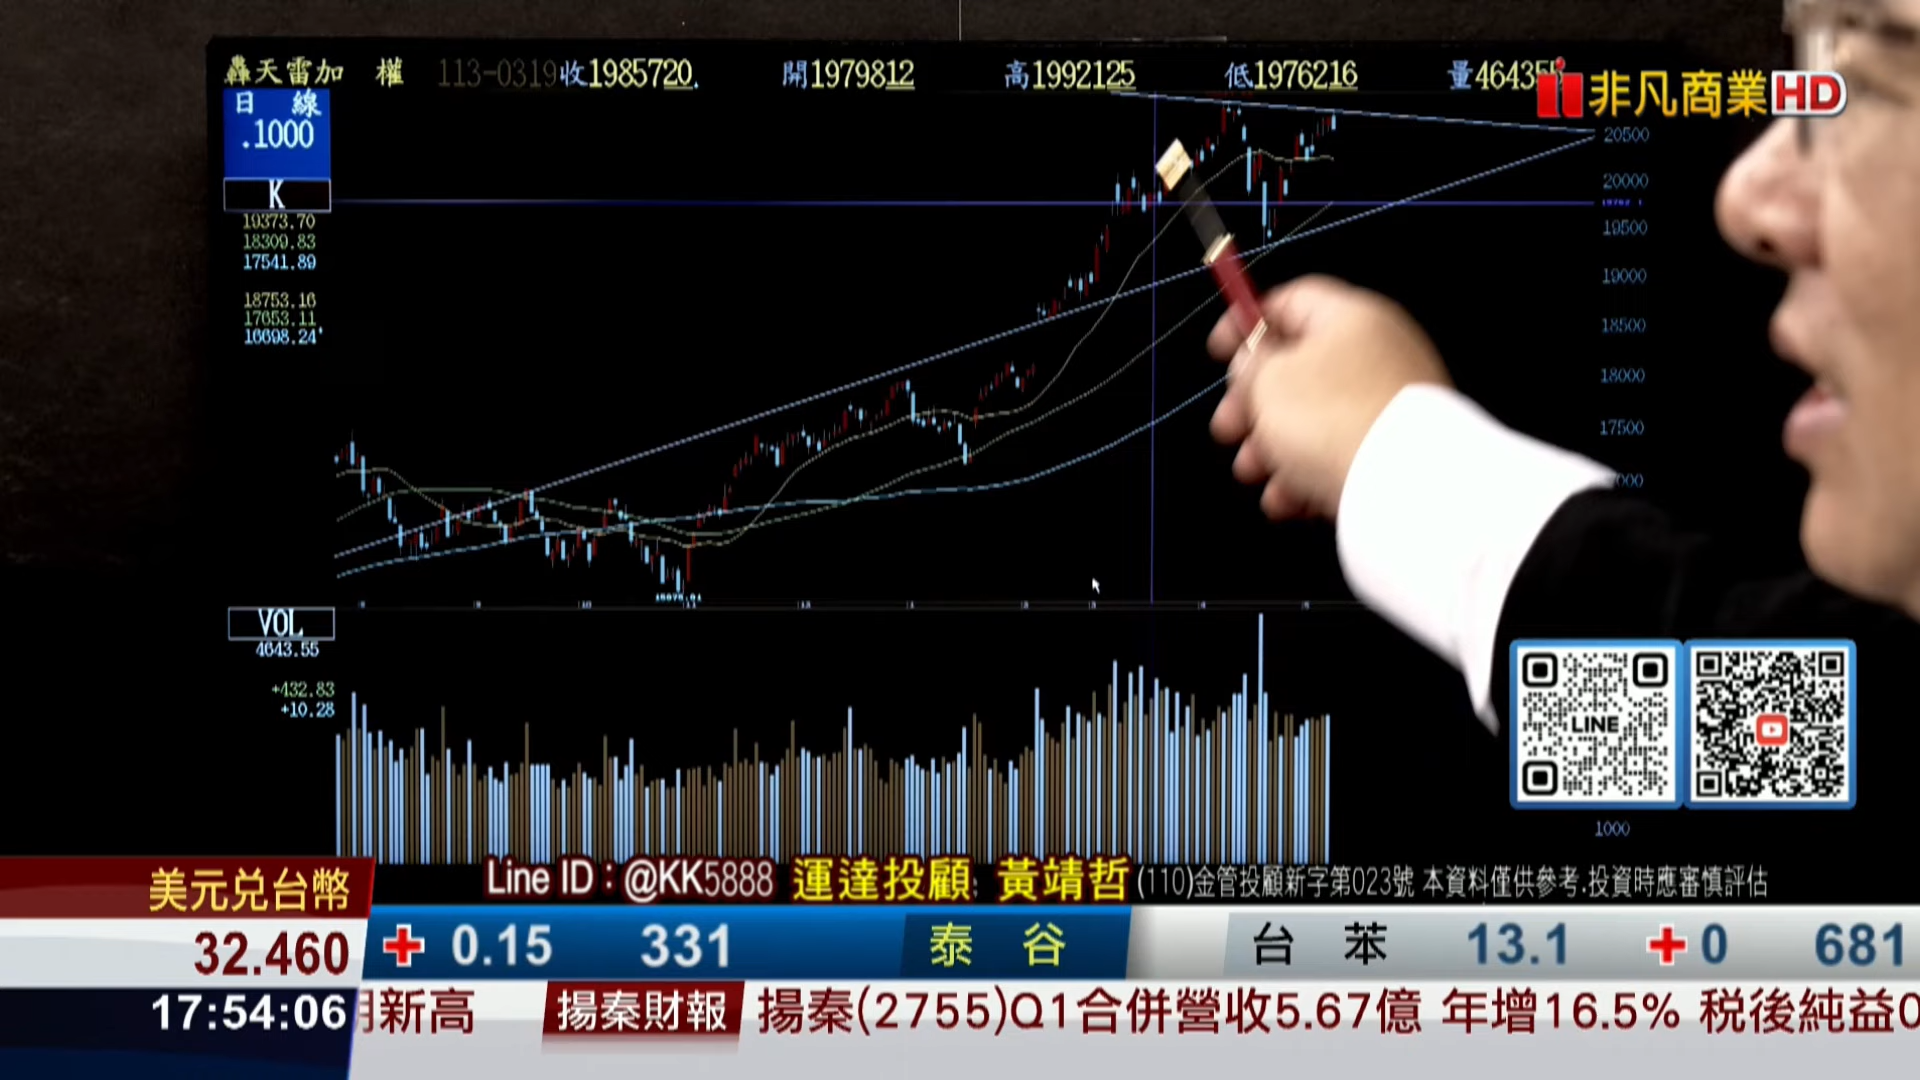 轟天雷加 權 113-0319 收1985720. 開1979812 高1992125 低1976216 量464355
非凡商業HD
日 線
.1000
K
19373.70
18309.83
17541.89
18753.16
17653.11
16698.24
20500
20000
19500
19000
18500
18000
17500
VOL
4643.55
+432.83
+10.28
LINE
1000
Line ID：@KK5888 運達投顧 黃靖哲 (110)金管投顧新字第023號 本資料僅供參考.投資時應審慎評估
美元兌台幣
32.460
0.15 331 泰 谷 台 苯 13.1 0 681
17:54:06
新高 揚秦財報 揚秦(2755)Q1合併營收5.67億 年增16.5% 税後純益0